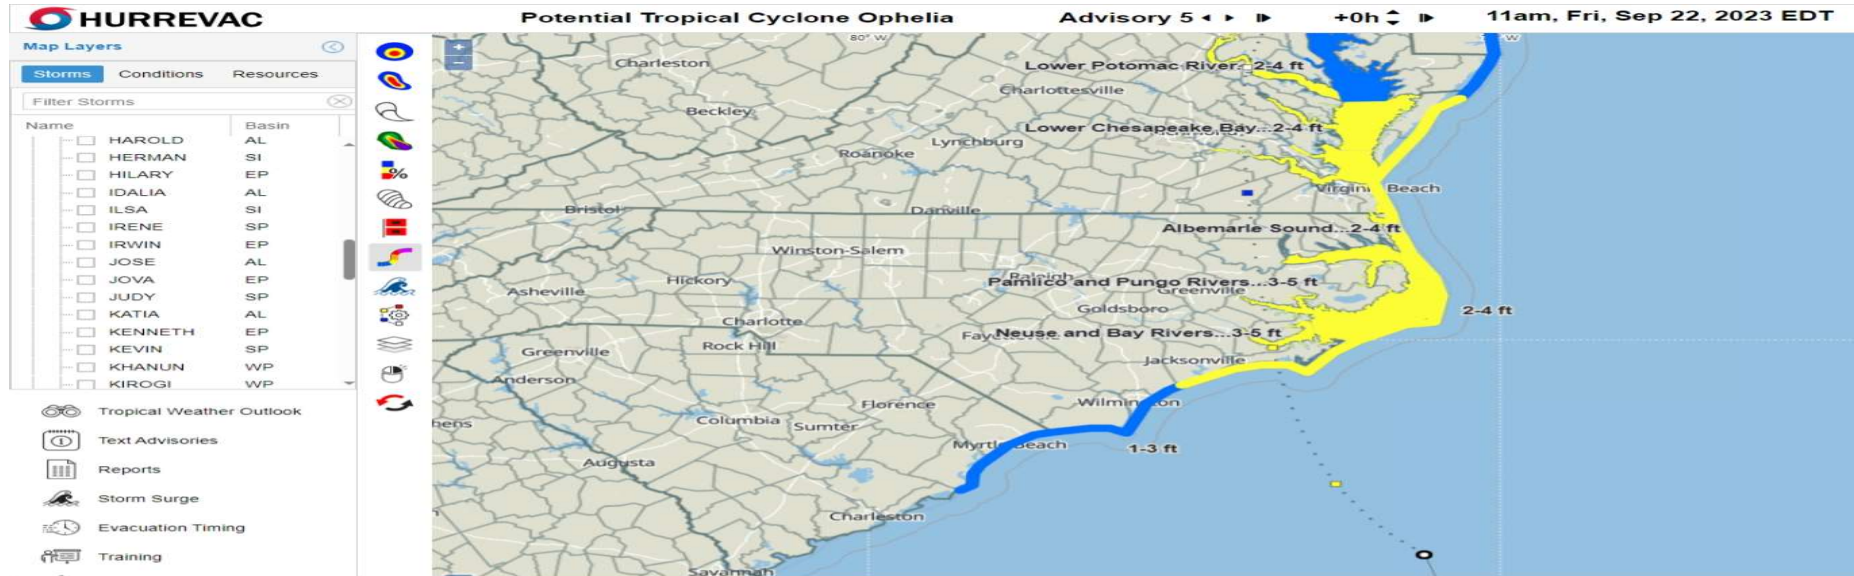 HURREVAC
Potential Tropical Cyclone Ophelia
Advisory 5
+0h
11am, Fri, Sep 22, 2023 EDT
Map Layers
Storms Conditions Resources
Filter Storms
Name Basin
HAROLD AL
HERMAN SI
HILARY EP
IDALIA AL
ILSA SI
IRENE SP
IRWIN EP
JOSE AL
JOVA EP
JUDY SP
KATIA AL
KENNETH EP
KEVIN SP
KHANUN WP
KIROGI WP
Tropical Weather Outlook
Text Advisories
Reports
Storm Surge
Evacuation Timing
Training
80° W
Charleston
Lower Potomac River...2-4 ft
Charlottesville
Beckley
Lower Chesapeake Bay...2-4 ft
Lynchburg
Roanoke
Virginia Beach
Bristol
Danville
Albemarle Sound...2-4 ft
Winston-Salem
Raleigh
Hickory
Pamlico and Pungo Rivers...3-5 ft
Asheville
Greenville
Goldsboro
2-4 ft
Charlotte
Neuse and Bay Rivers...3-5 ft
Rock Hill
Greenville
Jacksonville
Anderson
Florence
Wilmington
Columbia
Sumter
Myrtle Beach
1-3 ft
Augusta
Charleston
Savannah